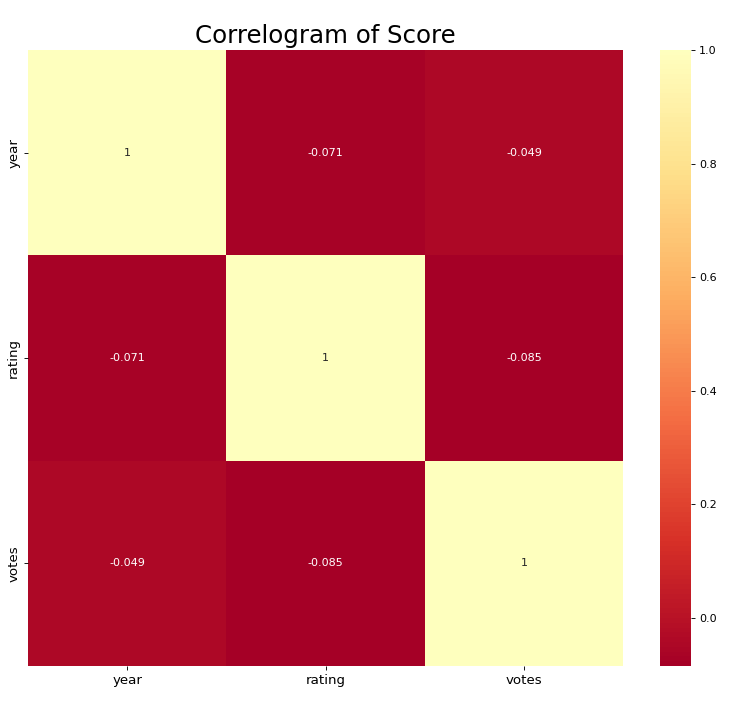 Correlogram of Score
year
1
-0.071
-0.049
rating
-0.071
1
-0.085
votes
-0.049
-0.085
1
year
rating
votes
1.0
0.8
0.6
0.4
0.2
0.0